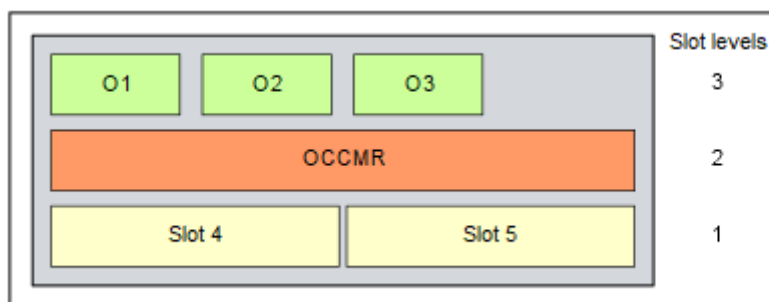 Slot levels
O1 O2 O3 3
OCCMR 2
Slot 4 Slot 5 1